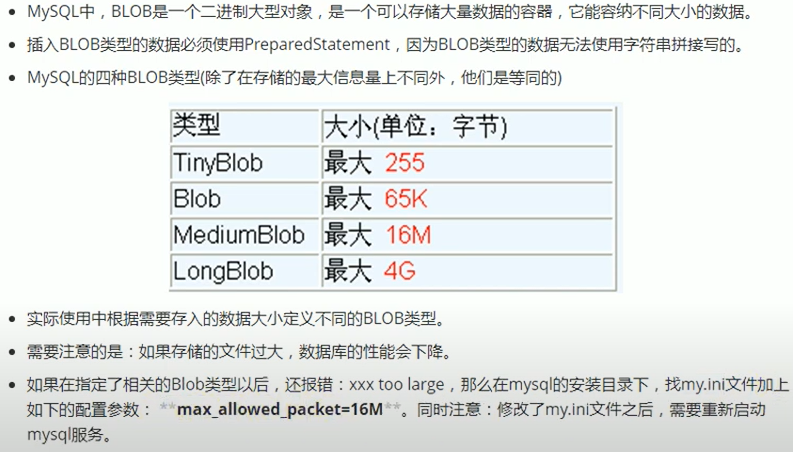 MySQL中，BLOB是一个二进制大型对象，是一个可以存储大量数据的容器，它能容纳不同大小的数据。
插入BLOB类型的数据必须使用PreparedStatement，因为BLOB类型的数据无法使用字符串拼接写的。
MySQL的四种BLOB类型(除了在存储的最大信息量上不同外，他们是等同的)
类型 大小(单位：字节)
TinyBlob 最大 255
Blob 最大 65K
MediumBlob 最大 16M
LongBlob 最大 4G
实际使用中根据需要存入的数据大小定义不同的BLOB类型。
需要注意的是：如果存储的文件过大，数据库的性能会下降。
如果在指定了相关的Blob类型以后，还报错：xxx too large，那么在mysql的安装目录下，找my.ini文件加上
如下的配置参数： **max_allowed_packet=16M**。同时注意：修改了my.ini文件之后，需要重新启动
mysql服务。